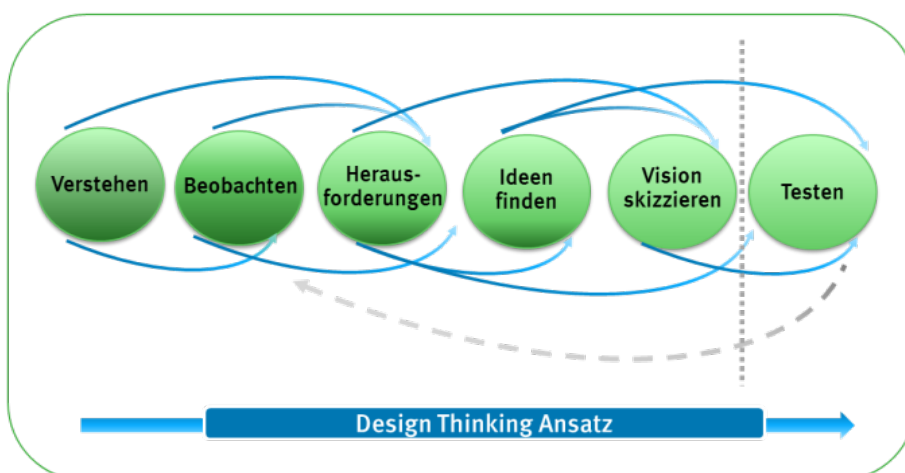 Verstehen
Beobachten
Heraus-
forderungen
Ideen
finden
Vision
skizzieren
Testen
Design Thinking Ansatz